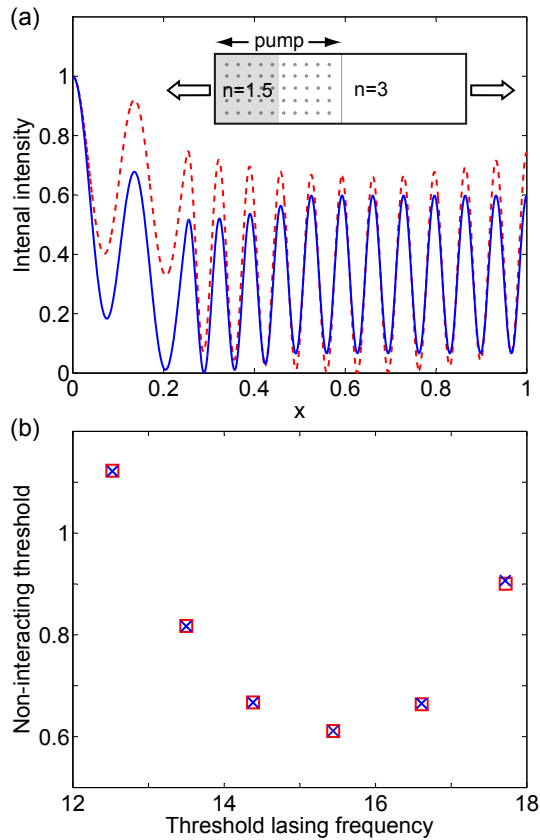 (a)
pump
n=1.5
n=3
Intenal intensity
1
0.8
0.6
0.4
0.2
0
0
0.2
0.4
0.6
0.8
1
x
(b)
Non-interacting threshold
1
0.8
0.6
12
14
16
18
Threshold lasing frequency